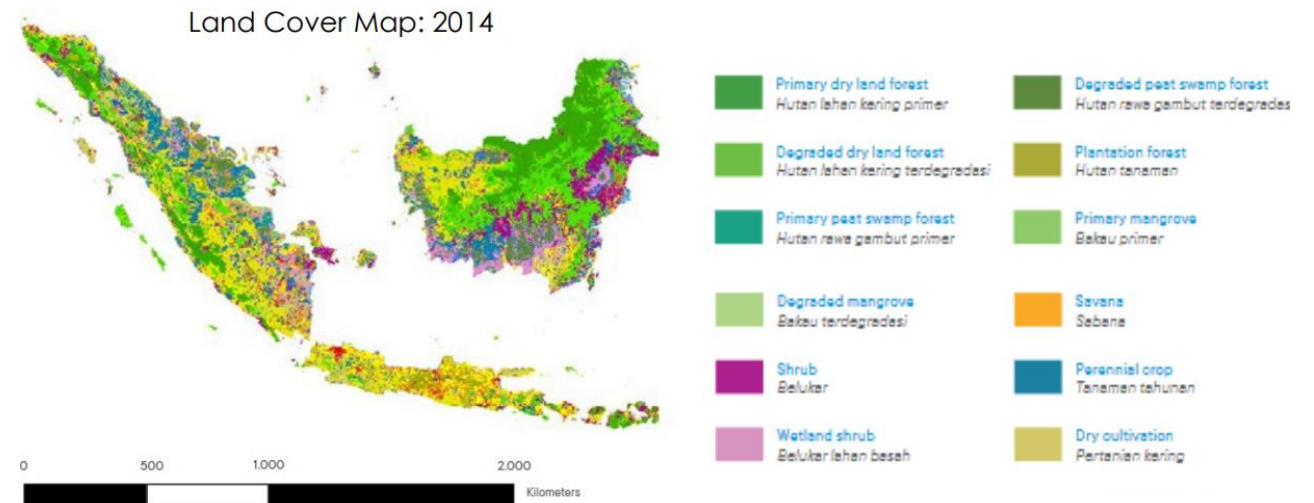 Land Cover Map: 2014
Primary dry land forest
Hutan lahan kering primer
Degraded dry land forest
Hutan lahan kering terdegradasi
Primary peat swamp forest
Hutan rawa gambut primer
Degraded mangrove
Bakau terdegradasi
Shrub
Belukar
Wetland shrub
Belukar lahan basah
Degraded peat swamp forest
Hutan rawa gambut terdegradas
Plantation forest
Hutan tanaman
Primary mangrove
Bakau primer
Savana
Sabana
Perennial crop
Tanaman tahunan
Dry cultivation
Pertanian kering
0 500 1.000 2.000
Kilometers